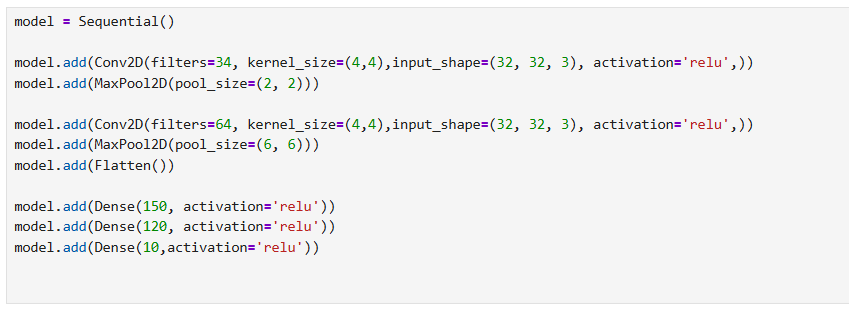 model = Sequential()
model.add(Conv2D(filters=34, kernel_size=(4,4),input_shape=(32, 32, 3), activation='relu',))
model.add(MaxPool2D(pool_size=(2, 2)))
model.add(Conv2D(filters=64, kernel_size=(4,4),input_shape=(32, 32, 3), activation='relu',))
model.add(MaxPool2D(pool_size=(6, 6)))
model.add(Flatten())
model.add(Dense(150, activation='relu'))
model.add(Dense(120, activation='relu'))
model.add(Dense(10,activation='relu'))